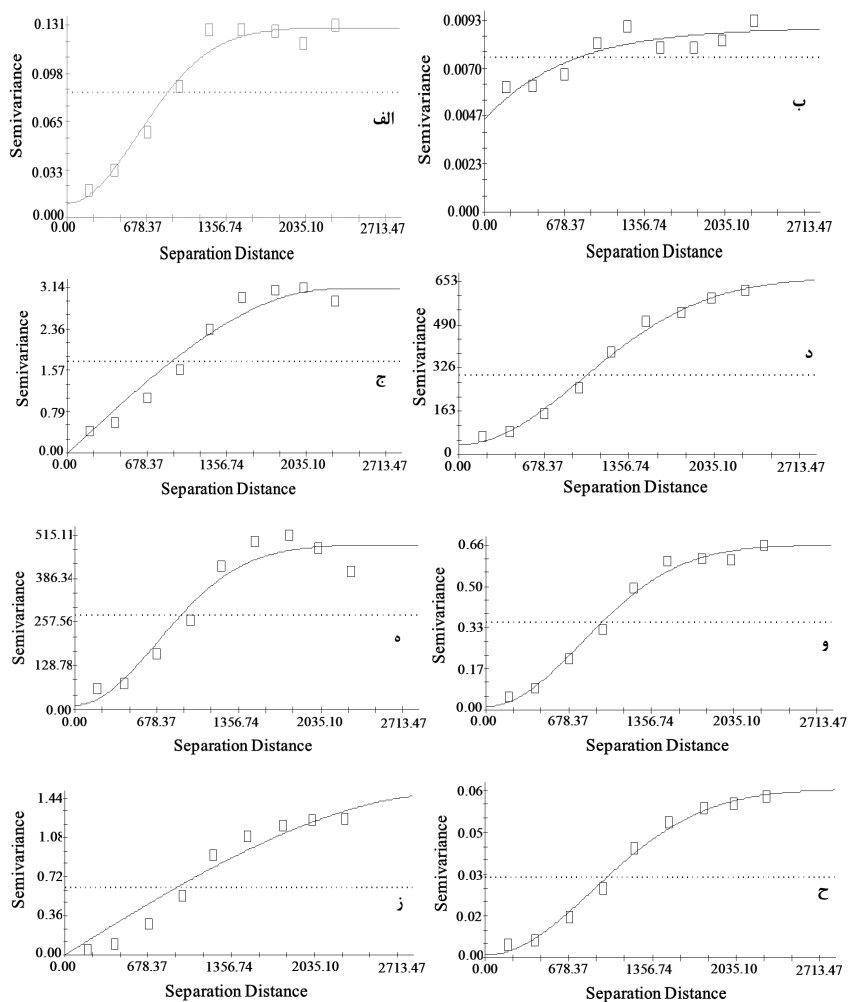 0.131
0.098
0.065
0.033
0.000
Semivariance
الف
0.00 678.37 1356.74 2035.10 2713.47
Separation Distance
0.0093
0.0070
0.0047
0.0023
0.000
Semivariance
ب
0.00 678.37 1356.74 2035.10 2713.47
Separation Distance
3.14
2.36
1.57
0.79
0.00
Semivariance
ج
0.00 678.37 1356.74 2035.10 2713.47
Separation Distance
653
490
326
163
0
Semivariance
د
0.00 678.37 1356.74 2035.10 2713.47
Separation Distance
515.11
386.34
257.56
128.78
0.00
Semivariance
ه
0.00 678.37 1356.74 2035.10 2713.47
Separation Distance
0.66
0.50
0.33
0.17
0.00
Semivariance
و
0.00 678.37 1356.74 2035.10 2713.47
Separation Distance
1.44
1.08
0.72
0.36
0.00
Semivariance
ز
0.00 678.37 1356.74 2035.10 2713.47
Separation Distance
0.06
0.05
0.03
0.02
0.00
Semivariance
ح
0.00 678.37 1356.74 2035.10 2713.47
Separation Distance